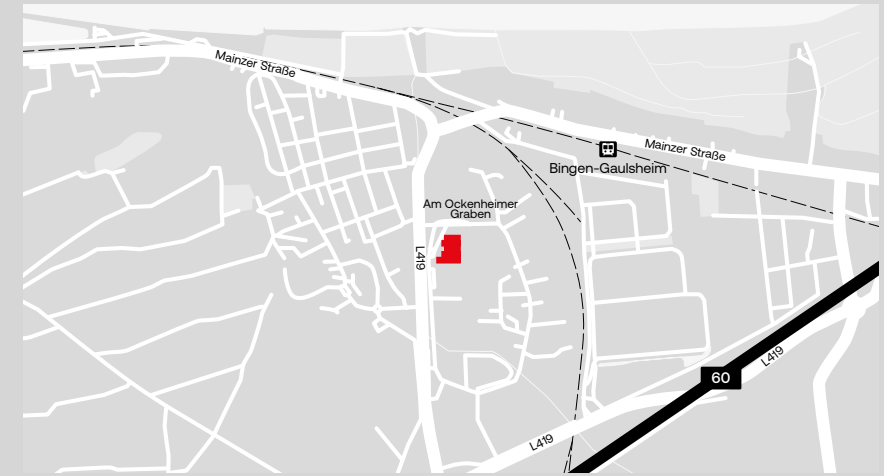 Mainzer Straße
Mainzer Straße
Bingen-Gaulsheim
Am Ockenheimer
Graben
L419
60
L419
L419